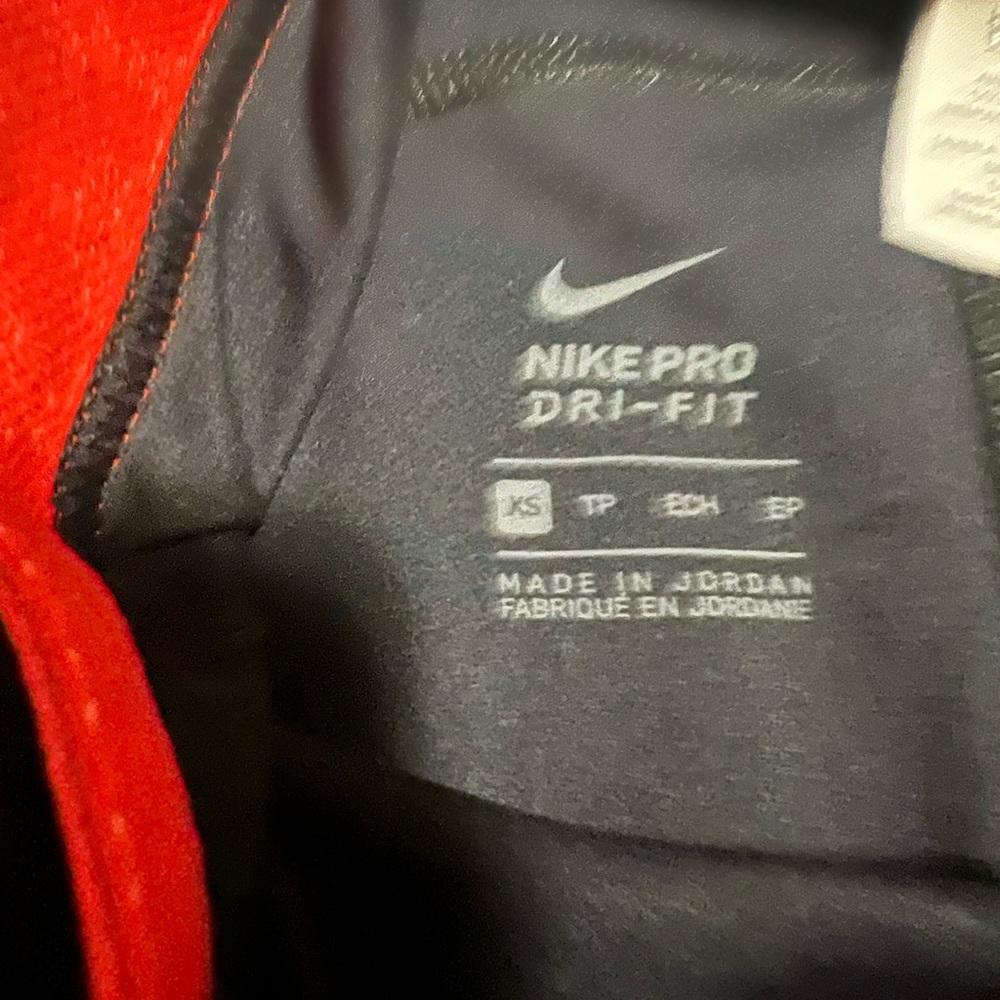 NIKE PRO
DRI-FIT
XS TP ECH EP
MADE IN JORDAN
FABRIQUÉ EN JORDANIE